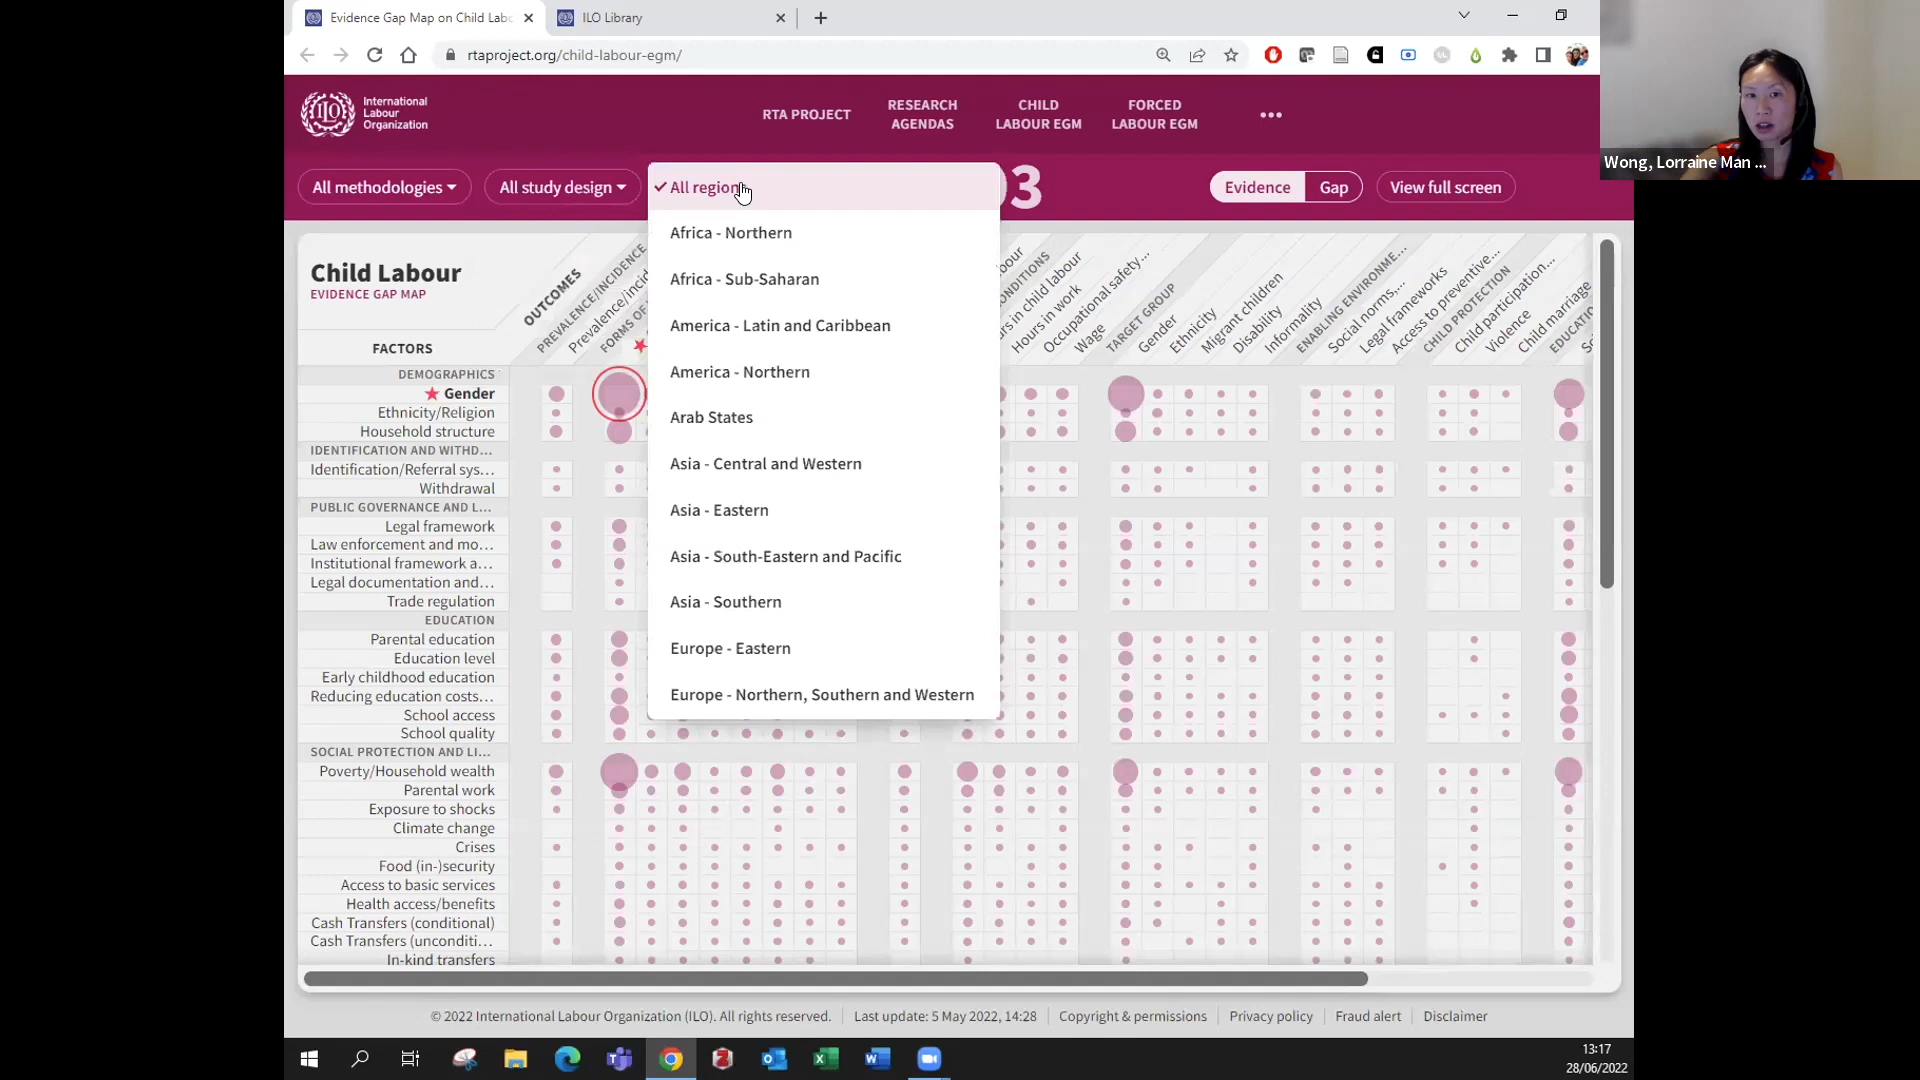 Evidence Gap Map on Child Labo
ILO Library
rtaproject.org/child-labour-egm/
Wong, Lorraine Man ...
International
Labour
Organization
RTA PROJECT
RESEARCH
AGENDAS
CHILD
LABOUR EGM
FORCED
LABOUR EGM
All methodologies
All study design
03
Evidence
Gap
View full screen
All region
Africa - Northern
Africa - Sub-Saharan
America - Latin and Caribbean
America - Northern
Arab States
Asia - Central and Western
Asia - Eastern
Asia - South-Eastern and Pacific
Asia - Southern
Europe - Eastern
Europe - Northern, Southern and Western
Child Labour
EVIDENCE GAP MAP
OUTCOMES
PREVALENCE/INCIDENCE
Prevalence/incid
FORMS OF
Hours in work
Occupational safety...
Wage
TARGET GROUP
Gender
Ethnicity
Migrant children
Disability
Informality
ENABLING ENVIRONME...
Social norms,...
Legal frameworks
Access to preventive...
CHILD PROTECTION
Child participation...
Violence
Child marriage
FACTORS
DEMOGRAPHICS
Gender
Ethnicity/Religion
Household structure
IDENTIFICATION AND WITHD...
Identification/Referral sys...
Withdrawal
PUBLIC GOVERNANCE AND L...
Legal framework
Law enforcement and mo...
Institutional framework a...
Legal documentation and...
Trade regulation
EDUCATION
Parental education
Education level
Early childhood education
Reducing education costs...
School access
School quality
SOCIAL PROTECTION AND LI...
Poverty/Household wealth
Parental work
Exposure to shocks
Climate change
Crises
Food (in-)security
Access to basic services
Health access/benefits
Cash Transfers (conditional)
Cash Transfers (unconditi...
In-kind transfers
© 2022 International Labour Organization (ILO). All rights reserved.
Last update: 5 May 2022, 14:28
Copyright & permissions
Privacy policy
Fraud alert
Disclaimer
13:17
28/06/2022